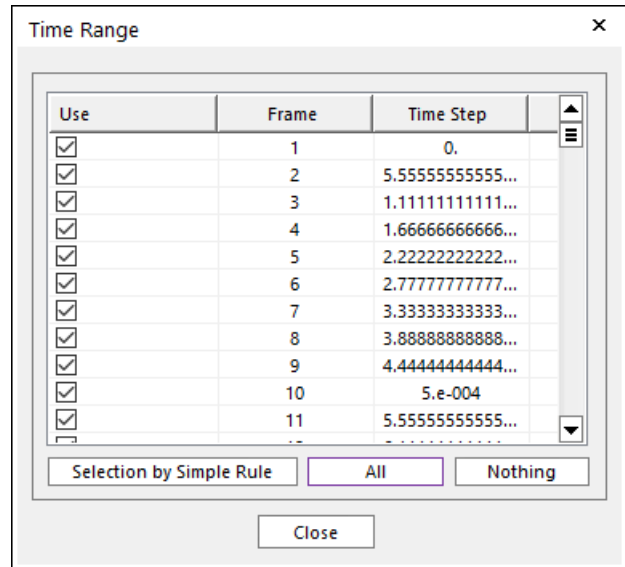 Time Range
Use Frame Time Step
1 0.
2 5.55555555555...
3 1.11111111111...
4 1.66666666666...
5 2.22222222222...
6 2.77777777777...
7 3.33333333333...
8 3.88888888888...
9 4.44444444444...
10 5.e-004
11 5.55555555555...
Selection by Simple Rule All Nothing
Close